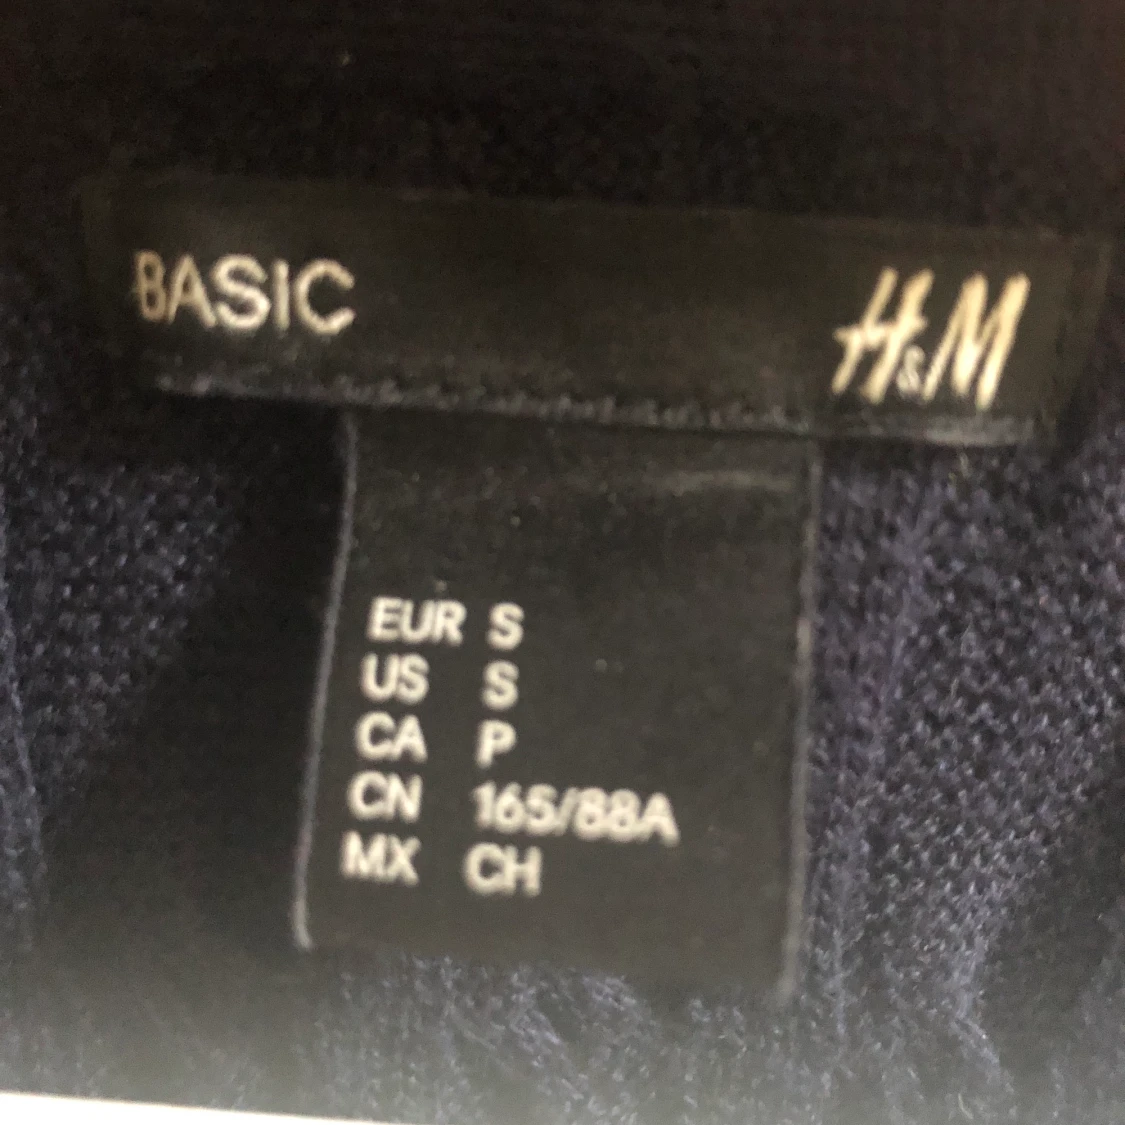 BASIC H&M
EUR S
US S
CA P
CN 165/88A
MX CH